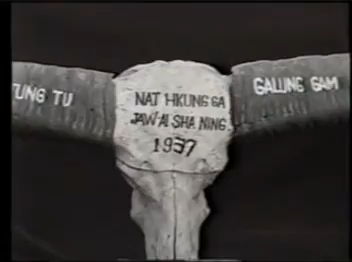 TUNG TU
NAT HKUNG GA
JAW AI SHA NING
1937
GALUNG GAM